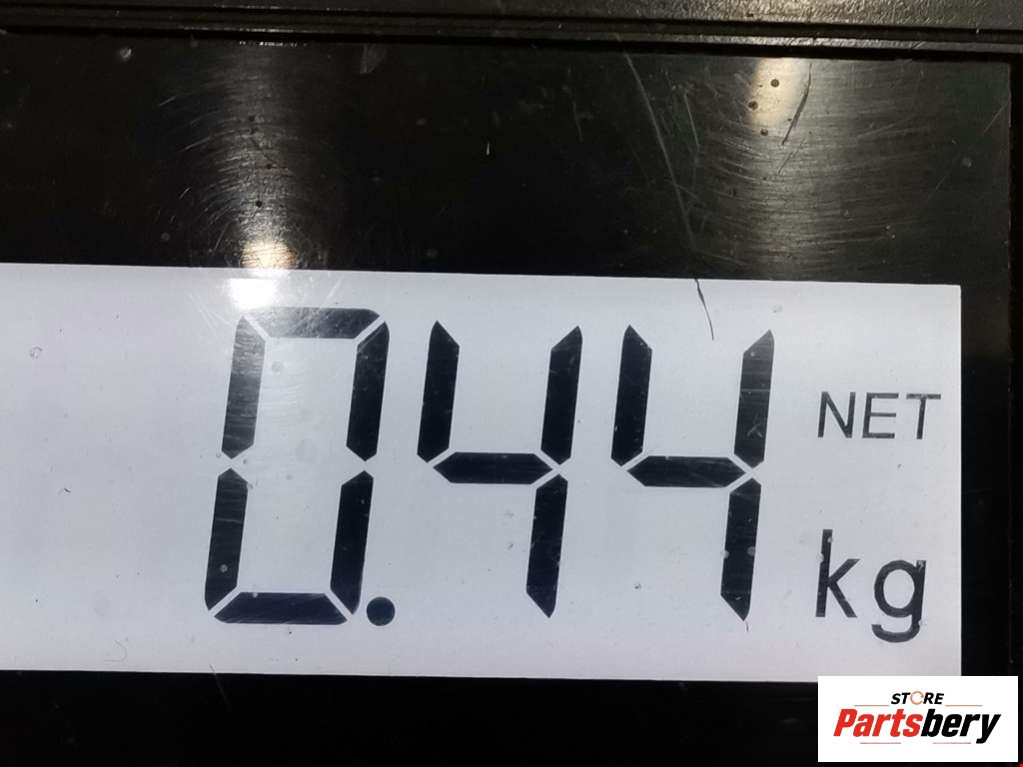 0.44 NET
kg
STORE
Partsbery